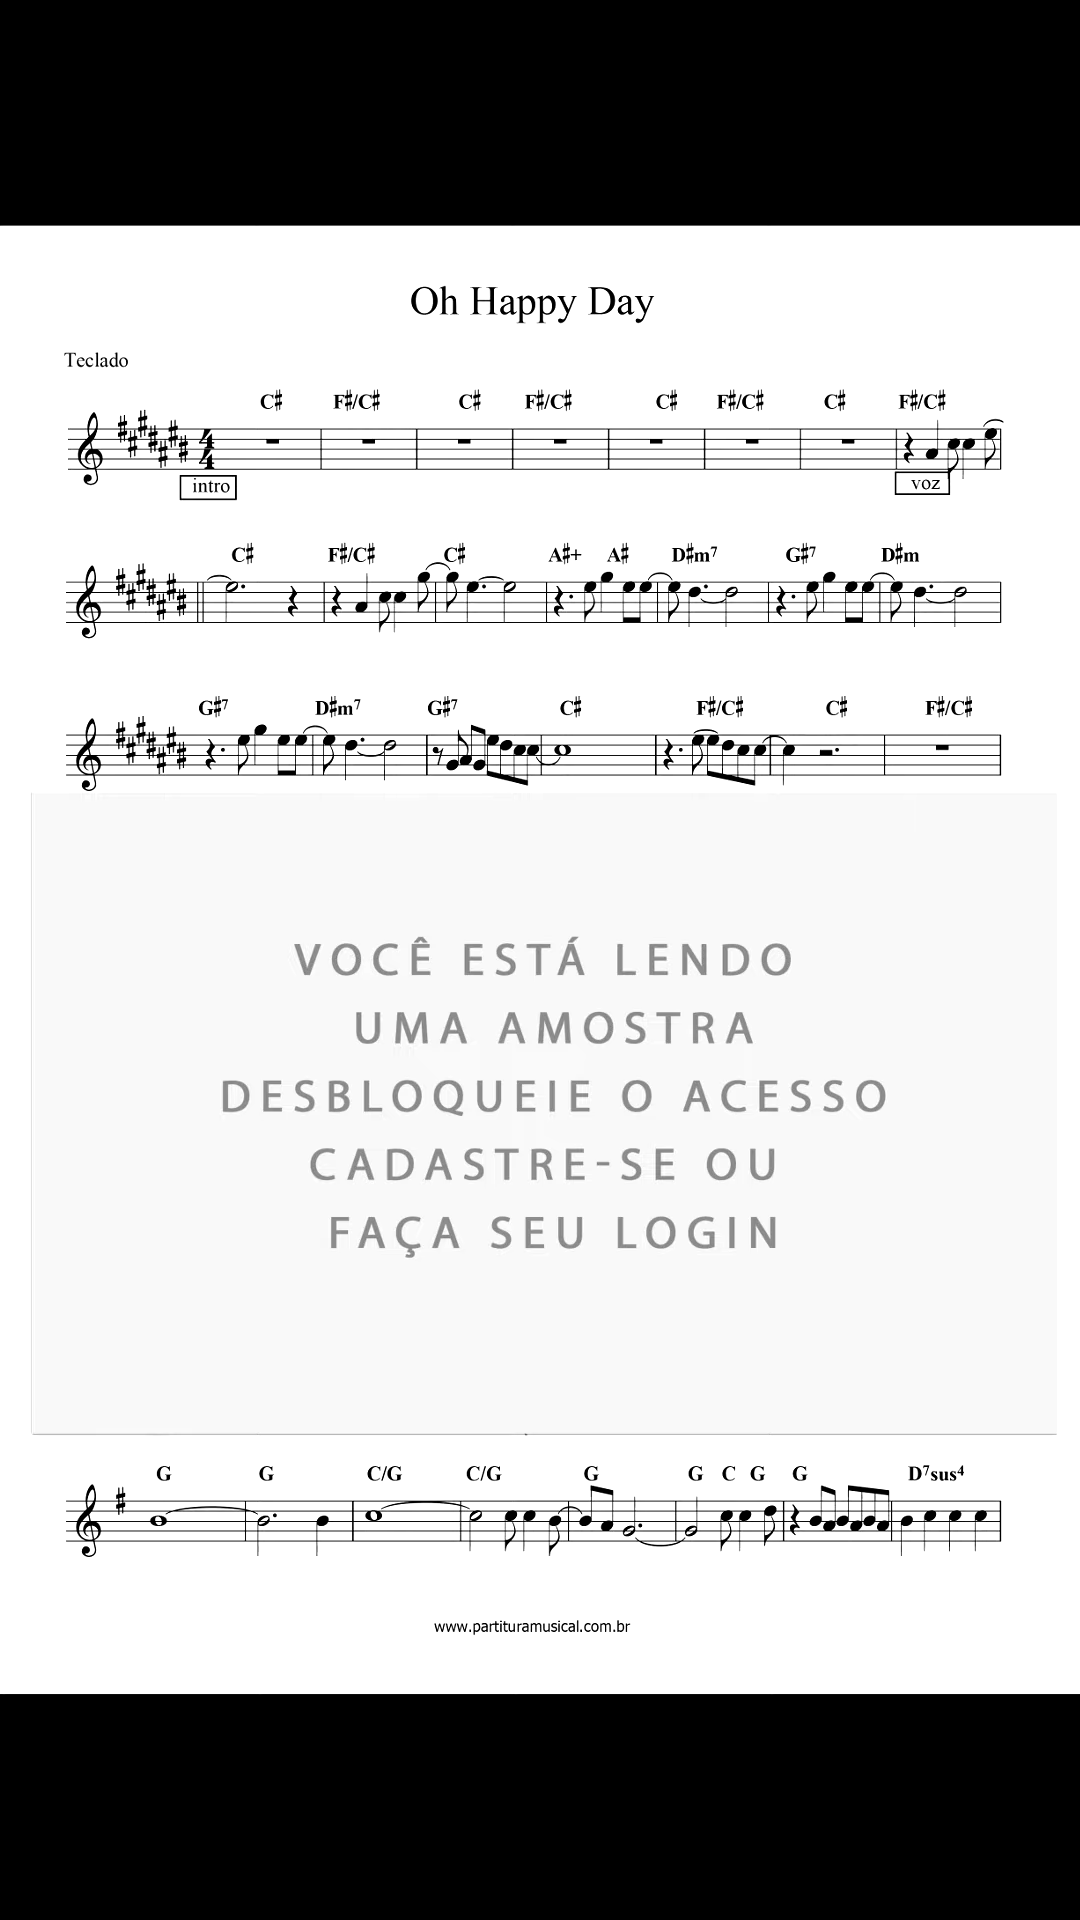 Oh Happy Day
Teclado
C♯ F♯/C♯ C♯ F♯/C♯ C♯ F♯/C♯ C♯ F♯/C♯
intro voz
C♯ F♯/C♯ C♯ A♯+ A♯ D♯m7 G♯7 D♯m
G♯7 D♯m7 G♯7 C♯ F♯/C♯ C♯ F♯/C♯
VOCÊ ESTÁ LENDO
UMA AMOSTRA
DESBLOQUEIE O ACESSO
CADASTRE-SE OU
FAÇA SEU LOGIN
G G C/G C/G G G C G G D7sus4
www.partituramusical.com.br